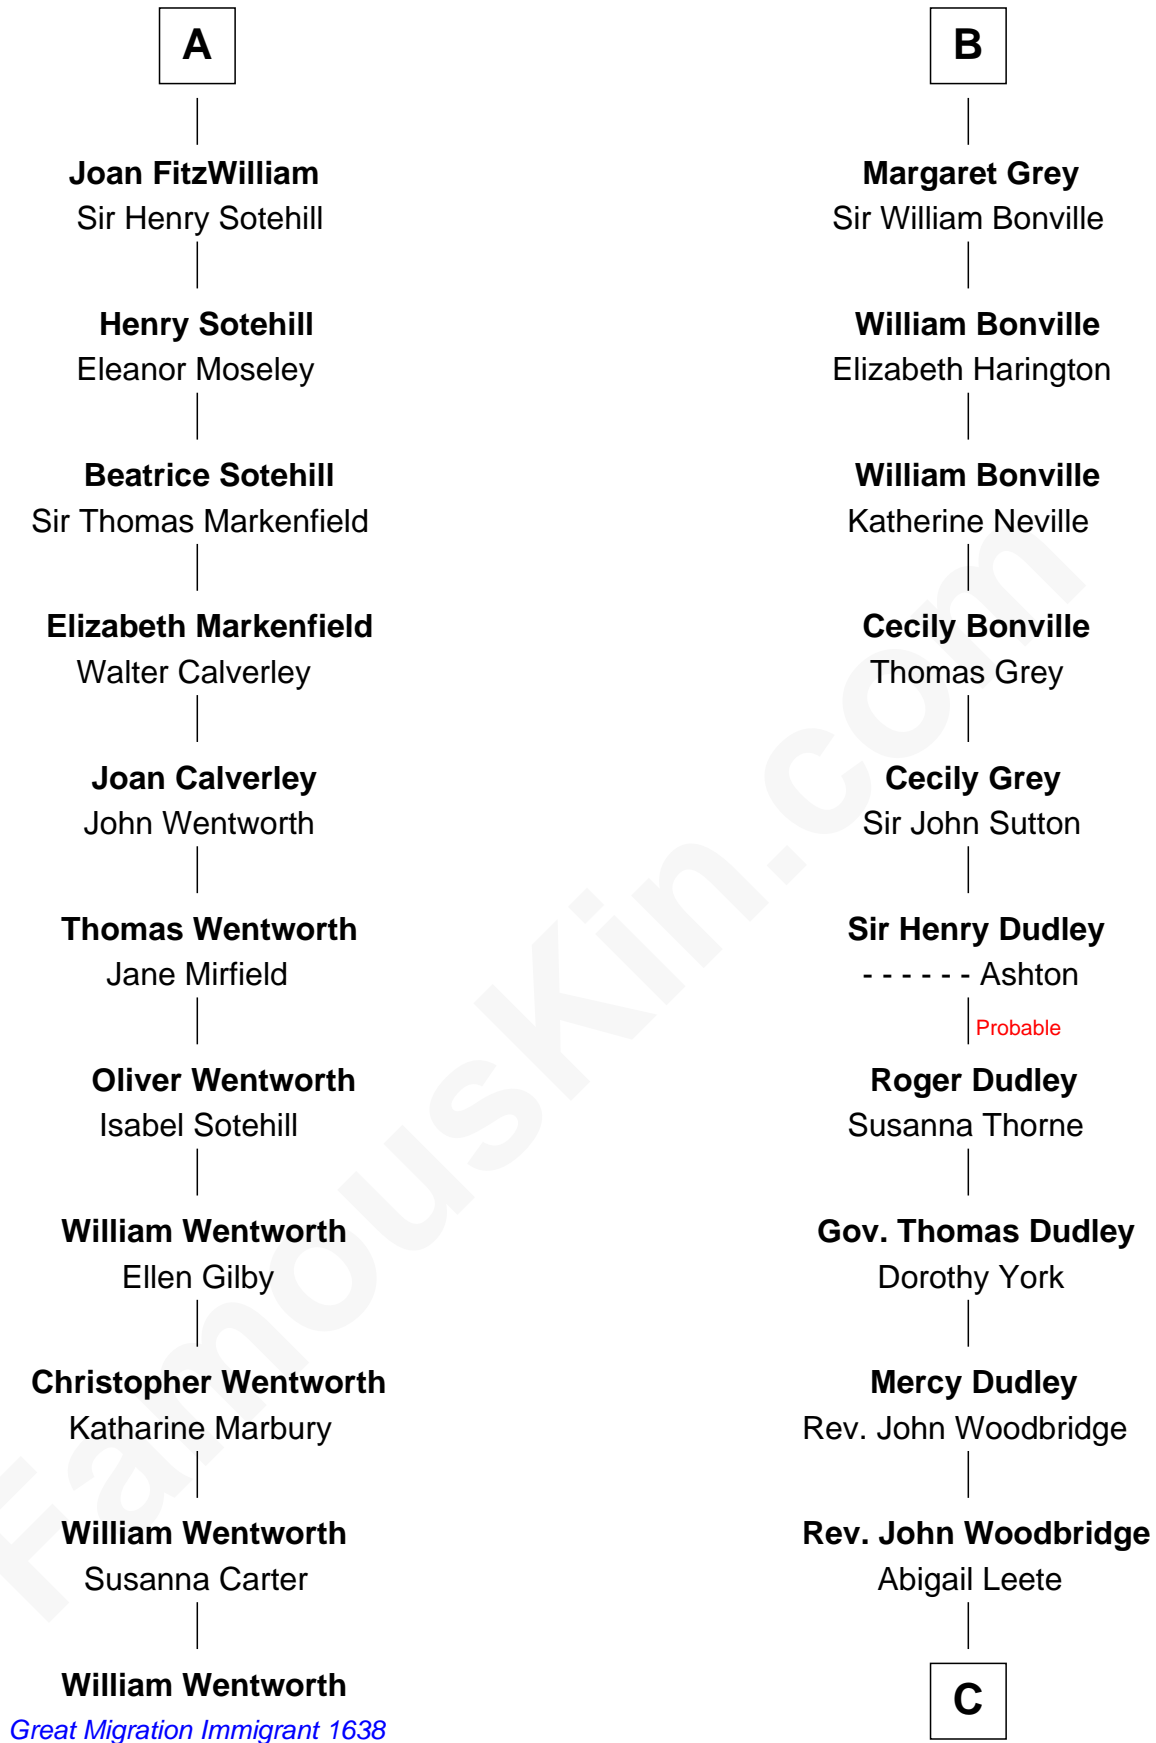 A
Joan FitzWilliam
Sir Henry Sotehill
Henry Sotehill
Eleanor Moseley
Beatrice Sotehill
Sir Thomas Markenfield
Elizabeth Markenfield
Walter Calverley
Joan Calverley
John Wentworth
Thomas Wentworth
Jane Mirfield
Oliver Wentworth
Isabel Sotehill
William Wentworth
Ellen Gilby
Christopher Wentworth
Katharine Marbury
William Wentworth
Susanna Carter
William Wentworth
Great Migration Immigrant 1638
B
Margaret Grey
Sir William Bonville
William Bonville
Elizabeth Harington
William Bonville
Katherine Neville
Cecily Bonville
Thomas Grey
Cecily Grey
Sir John Sutton
Sir Henry Dudley
- - - - - - Ashton
Probable
Roger Dudley
Susanna Thorne
Gov. Thomas Dudley
Dorothy York
Mercy Dudley
Rev. John Woodbridge
Rev. John Woodbridge
Abigail Leete
C
FamousKin.com